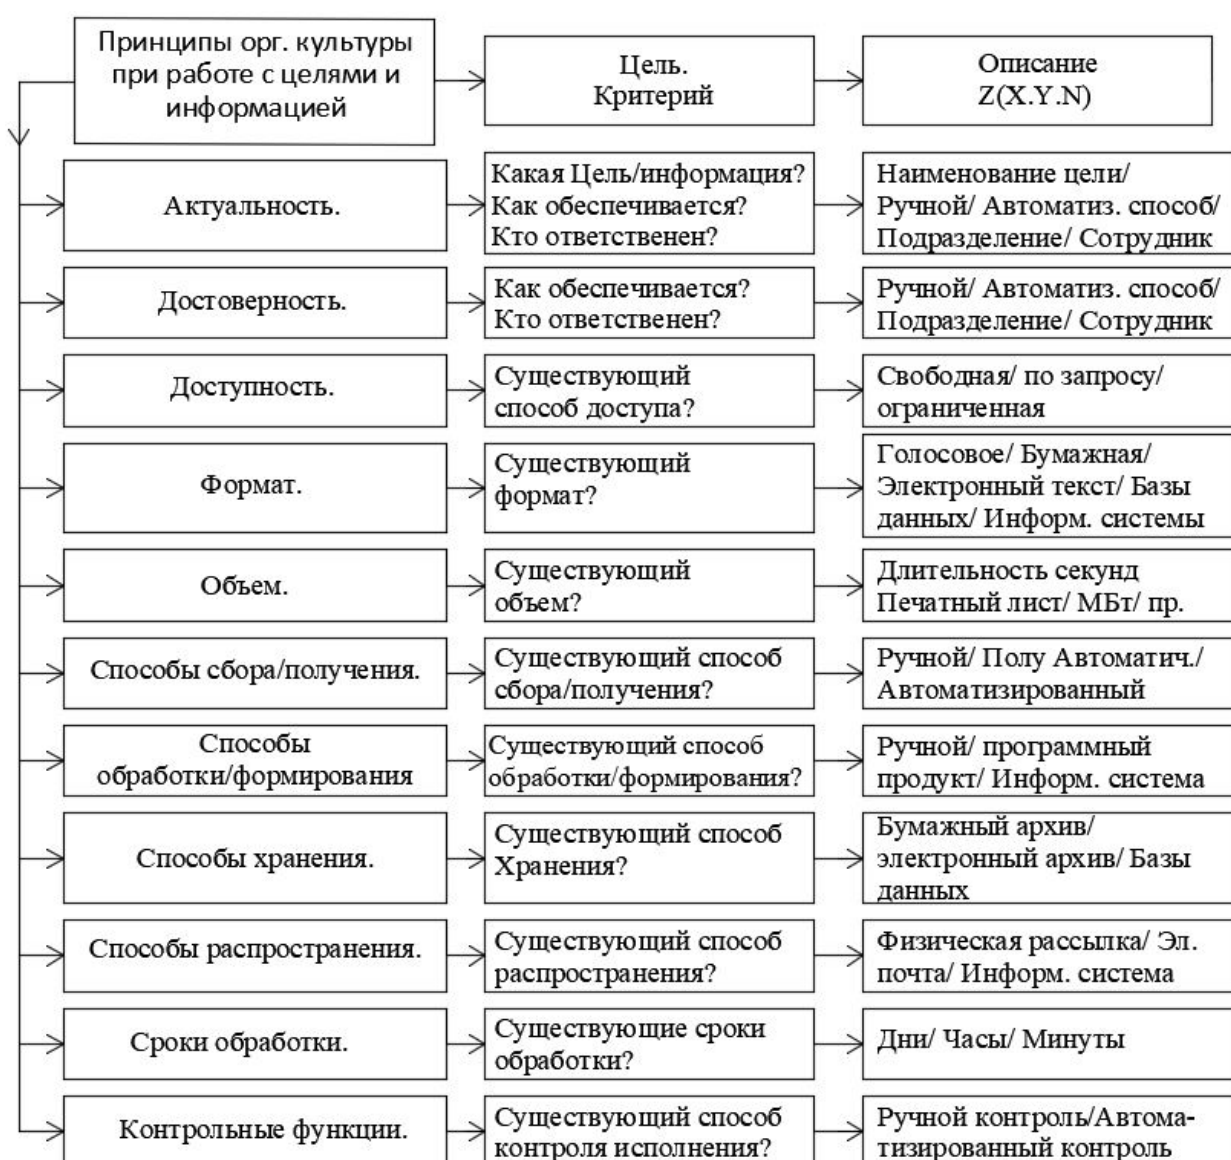 Принципы орг. культуры
при работе с целями и
информацией
Цель.
Критерий
Описание
Z(X.Y.N)
Актуальность.
Какая Цель/информация?
Как обеспечивается?
Кто ответственен?
Наименование цели/
Ручной/ Автоматиз. способ/
Подразделение/ Сотрудник
Достоверность.
Как обеспечивается?
Кто ответственен?
Ручной/ Автоматиз. способ/
Подразделение/ Сотрудник
Доступность.
Существующий
способ доступа?
Свободная/ по запросу/
ограниченная
Формат.
Существующий
формат?
Голосовое/ Бумажная/
Электронный текст/ Базы
данных/ Информ. системы
Объем.
Существующий
объем?
Длительность секунд
Печатный лист/ МБт/ пр.
Способы сбора/получения.
Существующий способ
сбора/получения?
Ручной/ Полу Автоматич./
Автоматизированный
Способы
обработки/формирования
Существующий способ
обработки/формирования?
Ручной/ программный
продукт/ Информ. система
Способы хранения.
Существующий способ
Хранения?
Бумажный архив/
электронный архив/ Базы
данных
Способы распространения.
Существующий способ
распространения?
Физическая рассылка/ Эл.
почта/ Информ. система
Сроки обработки.
Существующие сроки
обработки?
Дни/ Часы/ Минуты
Контрольные функции.
Существующий способ
контроля исполнения?
Ручной контроль/Автома-
тизированный контроль